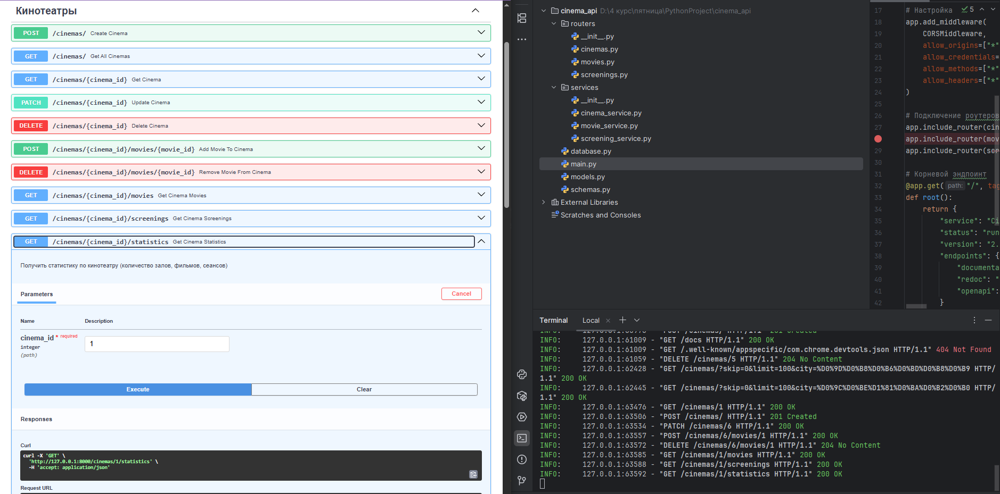 Кинотеатры
POST /cinemas/ Create Cinema
GET /cinemas/ Get All Cinemas
GET /cinemas/{cinema_id} Get Cinema
PATCH /cinemas/{cinema_id} Update Cinema
DELETE /cinemas/{cinema_id} Delete Cinema
POST /cinemas/{cinema_id}/movies/{movie_id} Add Movie To Cinema
DELETE /cinemas/{cinema_id}/movies/{movie_id} Remove Movie From Cinema
GET /cinemas/{cinema_id}/movies Get Cinema Movies
GET /cinemas/{cinema_id}/screenings Get Cinema Screenings
GET /cinemas/{cinema_id}/statistics Get Cinema Statistics
Получить статистику по кинотеатру (количество залов, фильмов, сеансов)
Parameters
Cancel
Name Description
cinema_id * required
integer
(path)
1
Execute Clear
Responses
Curl
curl -X 'GET' \
'http://127.0.0.1:8000/cinemas/1/statistics' \
-H 'accept: application/json'
Request URL
cinema_api D:\4 курс\пятница\PythonProject\cinema_api
routers
__init__.py
cinemas.py
movies.py
screenings.py
services
__init__.py
cinema_service.py
movie_service.py
screening_service.py
database.py
main.py
models.py
schemas.py
External Libraries
Scratches and Consoles
17 # Настройка 5
18 app.add_middleware(
19 CORSMiddleware,
20 allow_origins=["*"
21 allow_credentials=
22 allow_methods=["*"
23 allow_headers=["*"
24 )
25
26 # Подключение роутеров
27 app.include_router(cin
app.include_router(mov
29 app.include_router(scr
30
31 # Корневой эндпоинт
32 @app.get( path: "/", tag
33 def root():
34 return {
35 "service": "Ci
36 "status": "run
37 "version": "2.
38 "endpoints": {
39 "documenta
40 "redoc": "
41 "openapi":
42 }
Terminal Local
INFO: 127.0.0.1:61009 - "GET /docs HTTP/1.1" 200 OK
INFO: 127.0.0.1:61009 - "GET /.well-known/appspecific/com.chrome.devtools.json HTTP/1.1" 404 Not Found
INFO: 127.0.0.1:61059 - "DELETE /cinemas/5 HTTP/1.1" 204 No Content
INFO: 127.0.0.1:62428 - "GET /cinemas/?skip=0&limit=100&city=%D0%9D%D0%B8%D0%B6%D0%BD%D0%B8%D0%B9 HTTP/
1.1" 200 OK
INFO: 127.0.0.1:62445 - "GET /cinemas/?skip=0&limit=100&city=%D0%9C%D0%BE%D1%81%D0%BA%D0%B2%D0%B0 HTTP/
1.1" 200 OK
INFO: 127.0.0.1:63476 - "GET /cinemas/1 HTTP/1.1" 200 OK
INFO: 127.0.0.1:63506 - "POST /cinemas/ HTTP/1.1" 201 Created
INFO: 127.0.0.1:63534 - "PATCH /cinemas/6 HTTP/1.1" 200 OK
INFO: 127.0.0.1:63557 - "POST /cinemas/6/movies/1 HTTP/1.1" 200 OK
INFO: 127.0.0.1:63572 - "DELETE /cinemas/6/movies/1 HTTP/1.1" 204 No Content
INFO: 127.0.0.1:63585 - "GET /cinemas/1/movies HTTP/1.1" 200 OK
INFO: 127.0.0.1:63588 - "GET /cinemas/1/screenings HTTP/1.1" 200 OK
INFO: 127.0.0.1:63592 - "GET /cinemas/1/statistics HTTP/1.1" 200 OK